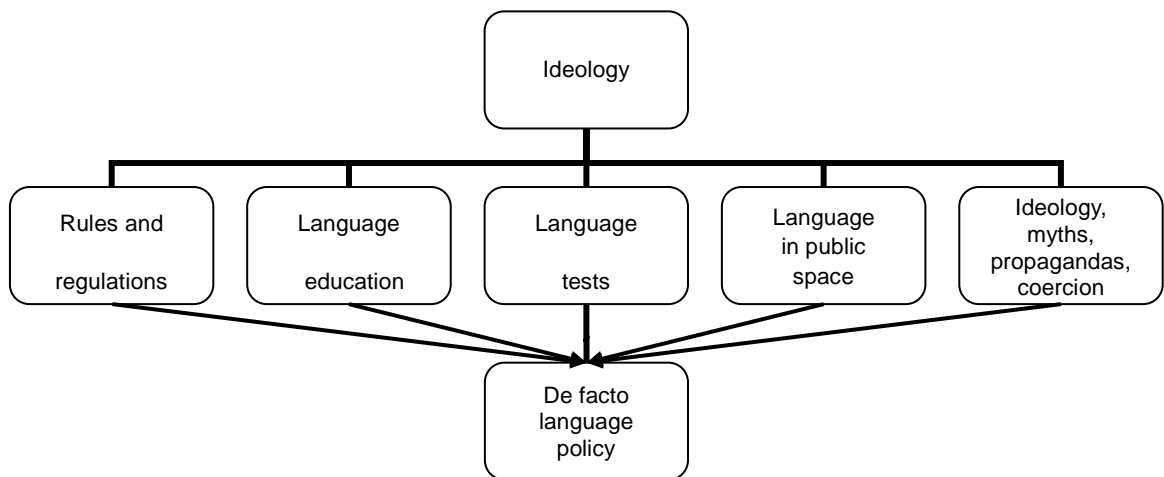 Ideology
Rules and
regulations
Language
education
Language
tests
Language
in public
space
Ideology,
myths,
propagandas,
coercion
De facto
language
policy